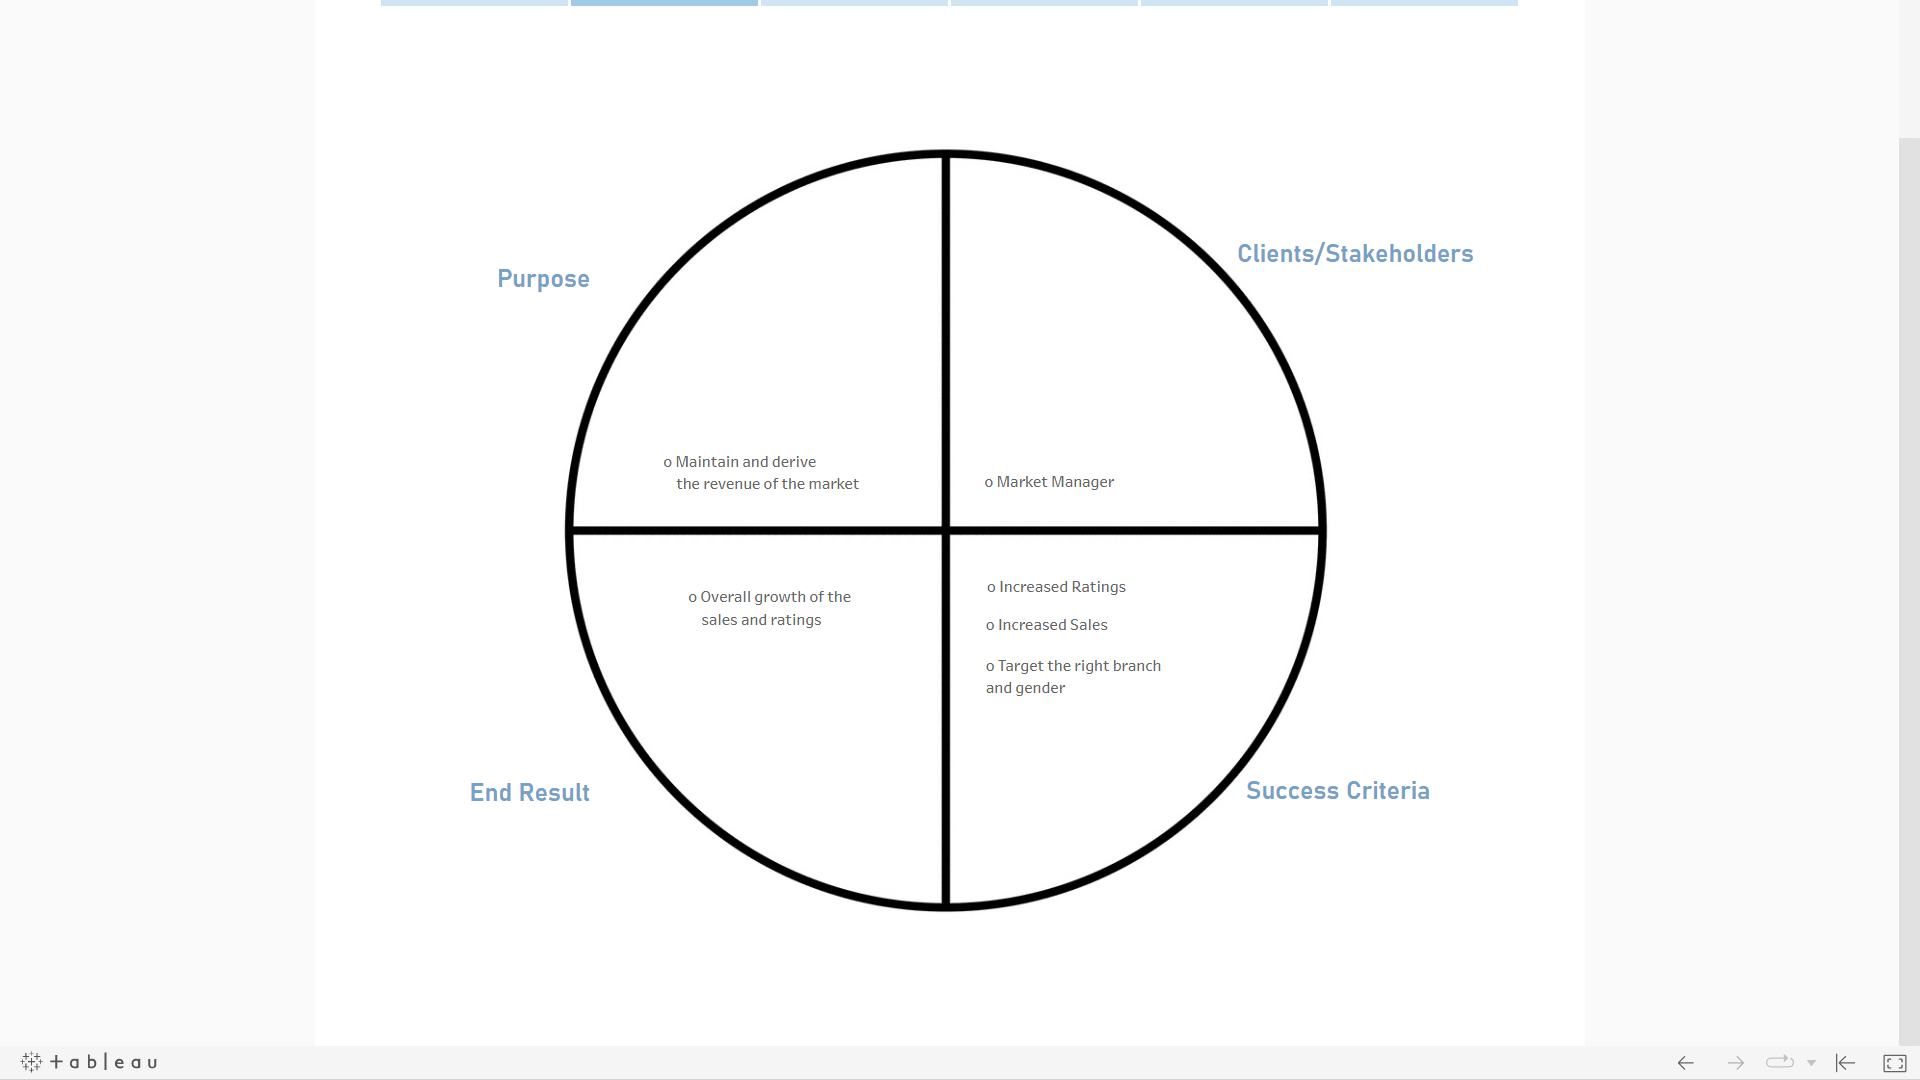 Purpose
Clients/Stakeholders
o Maintain and derive
the revenue of the market
o Market Manager
o Overall growth of the
sales and ratings
o Increased Ratings
o Increased Sales
o Target the right branch
and gender
End Result
Success Criteria
+ a b | e a u